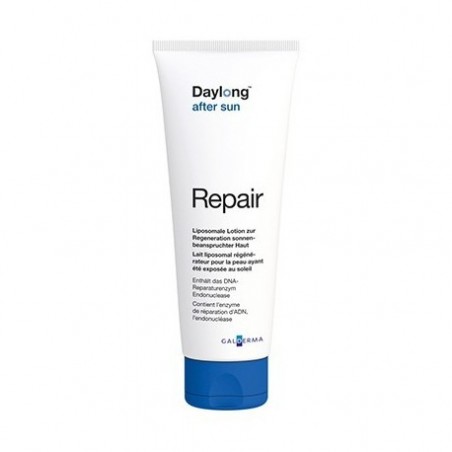 Daylong™
after sun
Repair
Liposomale Lotion zur
Regeneration sonnen-
beanspruchter Haut
Lait liposomal régéné-
rateur pour la peau ayant
été exposée au soleil
Enthält das DNA-
Reparaturenzym
Endonuclease
Contient l'enzyme
de réparation d'ADN,
l'endonucléase
GALDERMA